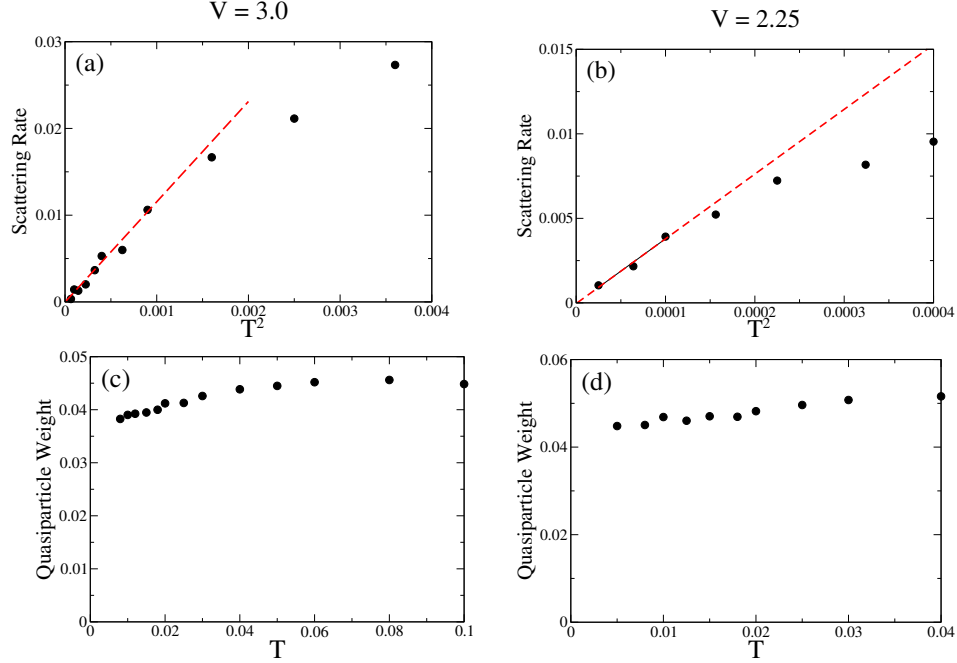 V = 3.0
V = 2.25
(a)
Scattering Rate
0.03
0.02
0.01
0
0
0.001
0.002
0.003
0.004
T²
(b)
Scattering Rate
0.015
0.01
0.005
0
0
0.0001
0.0002
0.0003
0.0004
T²
(c)
Quasiparticle Weight
0.05
0.04
0.03
0.02
0.01
0
0
0.02
0.04
0.06
0.08
0.1
T
(d)
Quasiparticle Weight
0.06
0.04
0.02
0
0
0.01
0.02
0.03
0.04
T